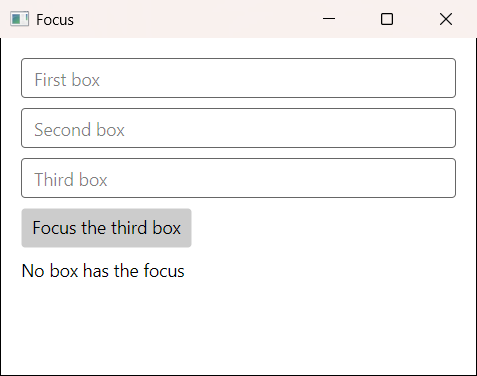 Focus
First box
Second box
Third box
Focus the third box
No box has the focus